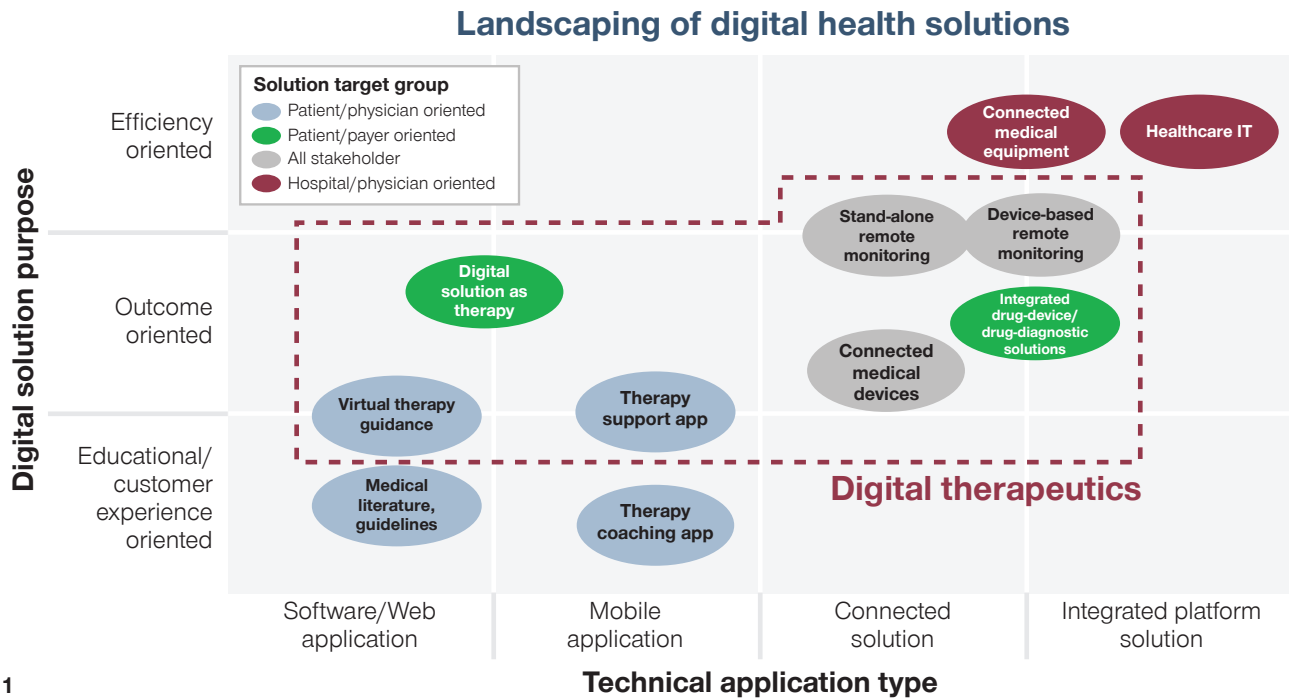 Landscaping of digital health solutions
Solution target group
Patient/physician oriented
Patient/payer oriented
All stakeholder
Hospital/physician oriented
Digital solution purpose
Efficiency
oriented
Outcome
oriented
Educational/
customer
experience
oriented
Connected
medical
equipment
Healthcare IT
Stand-alone
remote
monitoring
Device-based
remote
monitoring
Digital
solution as
therapy
Integrated
drug-device/
drug-diagnostic
solutions
Connected
medical
devices
Virtual therapy
guidance
Therapy
support app
Medical
literature,
guidelines
Therapy
coaching app
Digital therapeutics
Software/Web
application
Mobile
application
Connected
solution
Integrated platform
solution
Technical application type
1